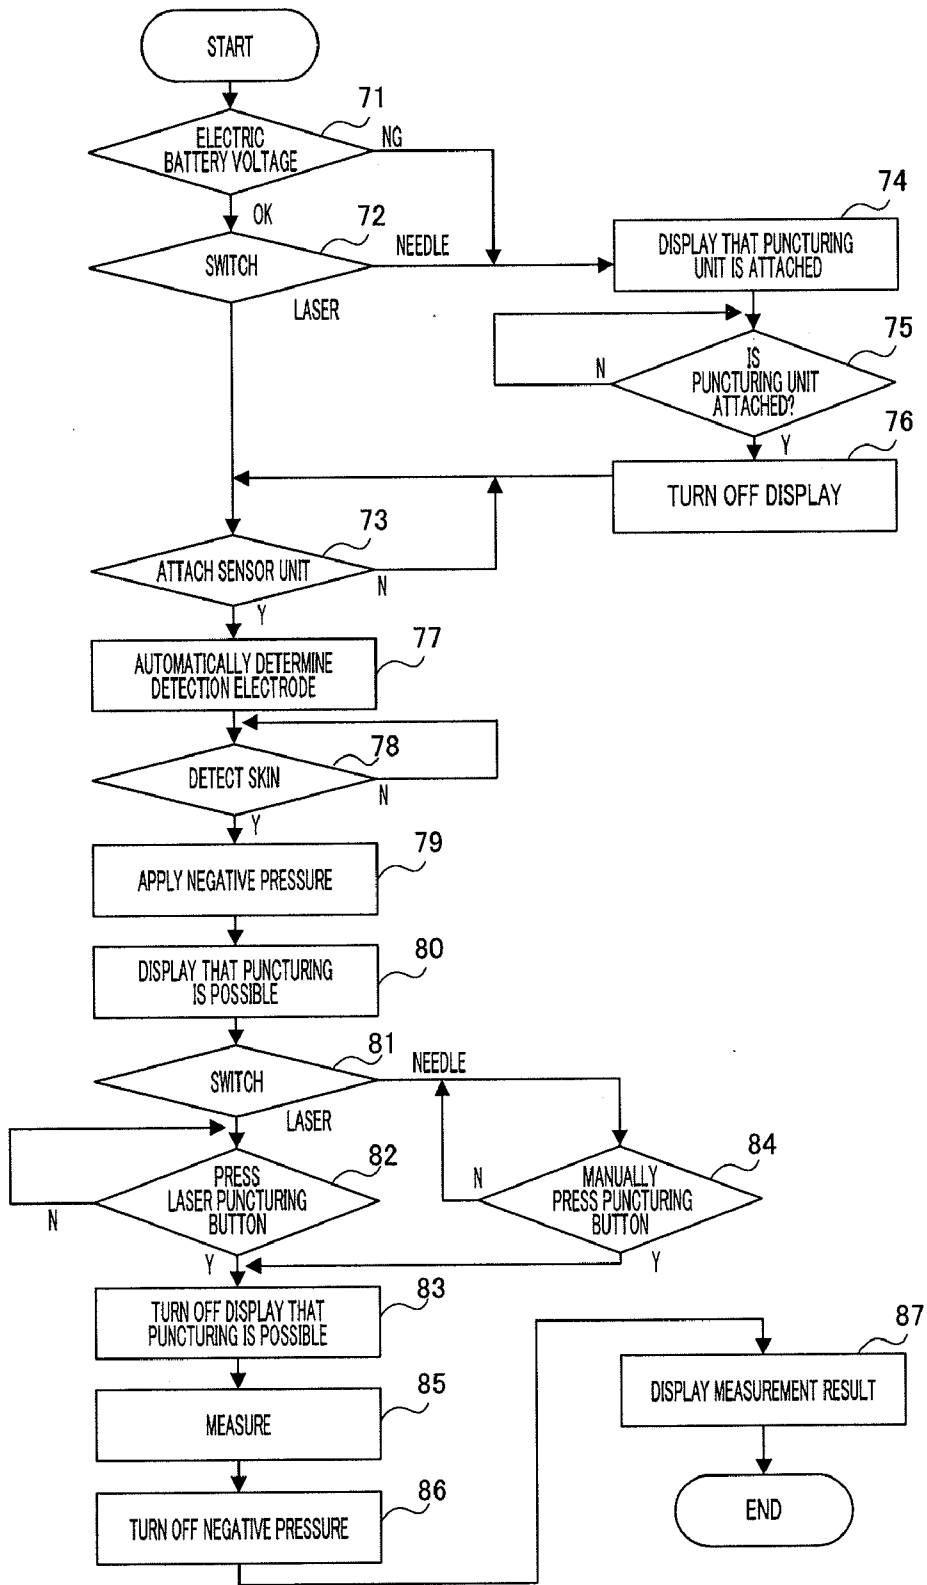 START
71
ELECTRIC
BATTERY VOLTAGE
NG
OK
72
SWITCH
NEEDLE
LASER
74
DISPLAY THAT PUNCTURING
UNIT IS ATTACHED
75
IS
PUNCTURING UNIT
ATTACHED?
N
Y
76
TURN OFF DISPLAY
73
ATTACH SENSOR UNIT
N
Y
77
AUTOMATICALLY DETERMINE
DETECTION ELECTRODE
78
DETECT SKIN
N
Y
79
APPLY NEGATIVE PRESSURE
80
DISPLAY THAT PUNCTURING
IS POSSIBLE
81
SWITCH
NEEDLE
LASER
82
PRESS
LASER PUNCTURING
BUTTON
N
Y
84
MANUALLY
PRESS PUNCTURING
BUTTON
N
Y
83
TURN OFF DISPLAY THAT
PUNCTURING IS POSSIBLE
85
MEASURE
86
TURN OFF NEGATIVE PRESSURE
87
DISPLAY MEASUREMENT RESULT
END